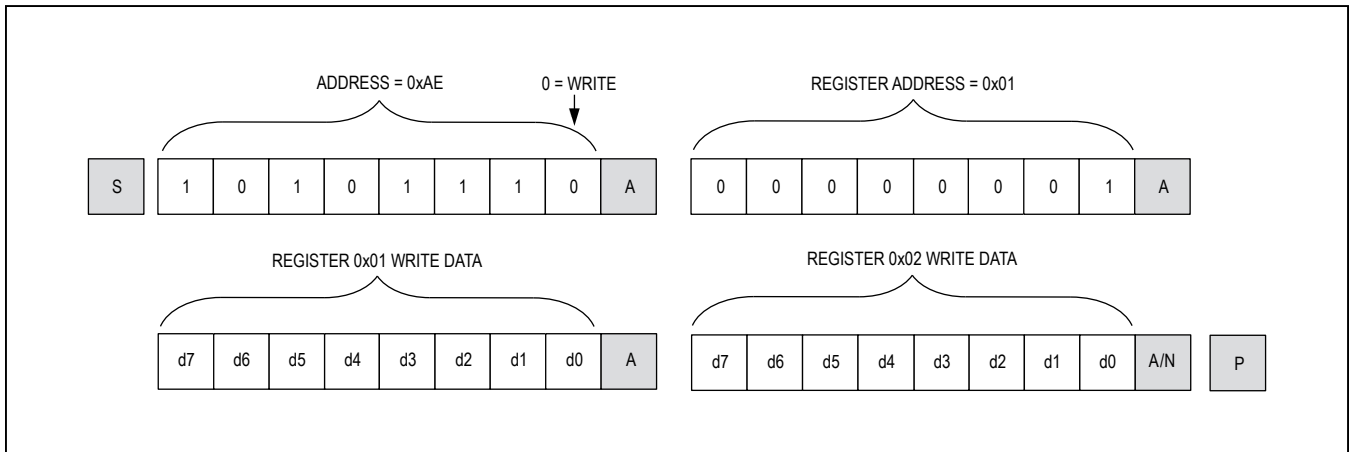 ADDRESS = 0xAE 0 = WRITE REGISTER ADDRESS = 0x01
S 1 0 1 0 1 1 1 0 A 0 0 0 0 0 0 0 1 A
REGISTER 0x01 WRITE DATA REGISTER 0x02 WRITE DATA
d7 d6 d5 d4 d3 d2 d1 d0 A d7 d6 d5 d4 d3 d2 d1 d0 A/N P